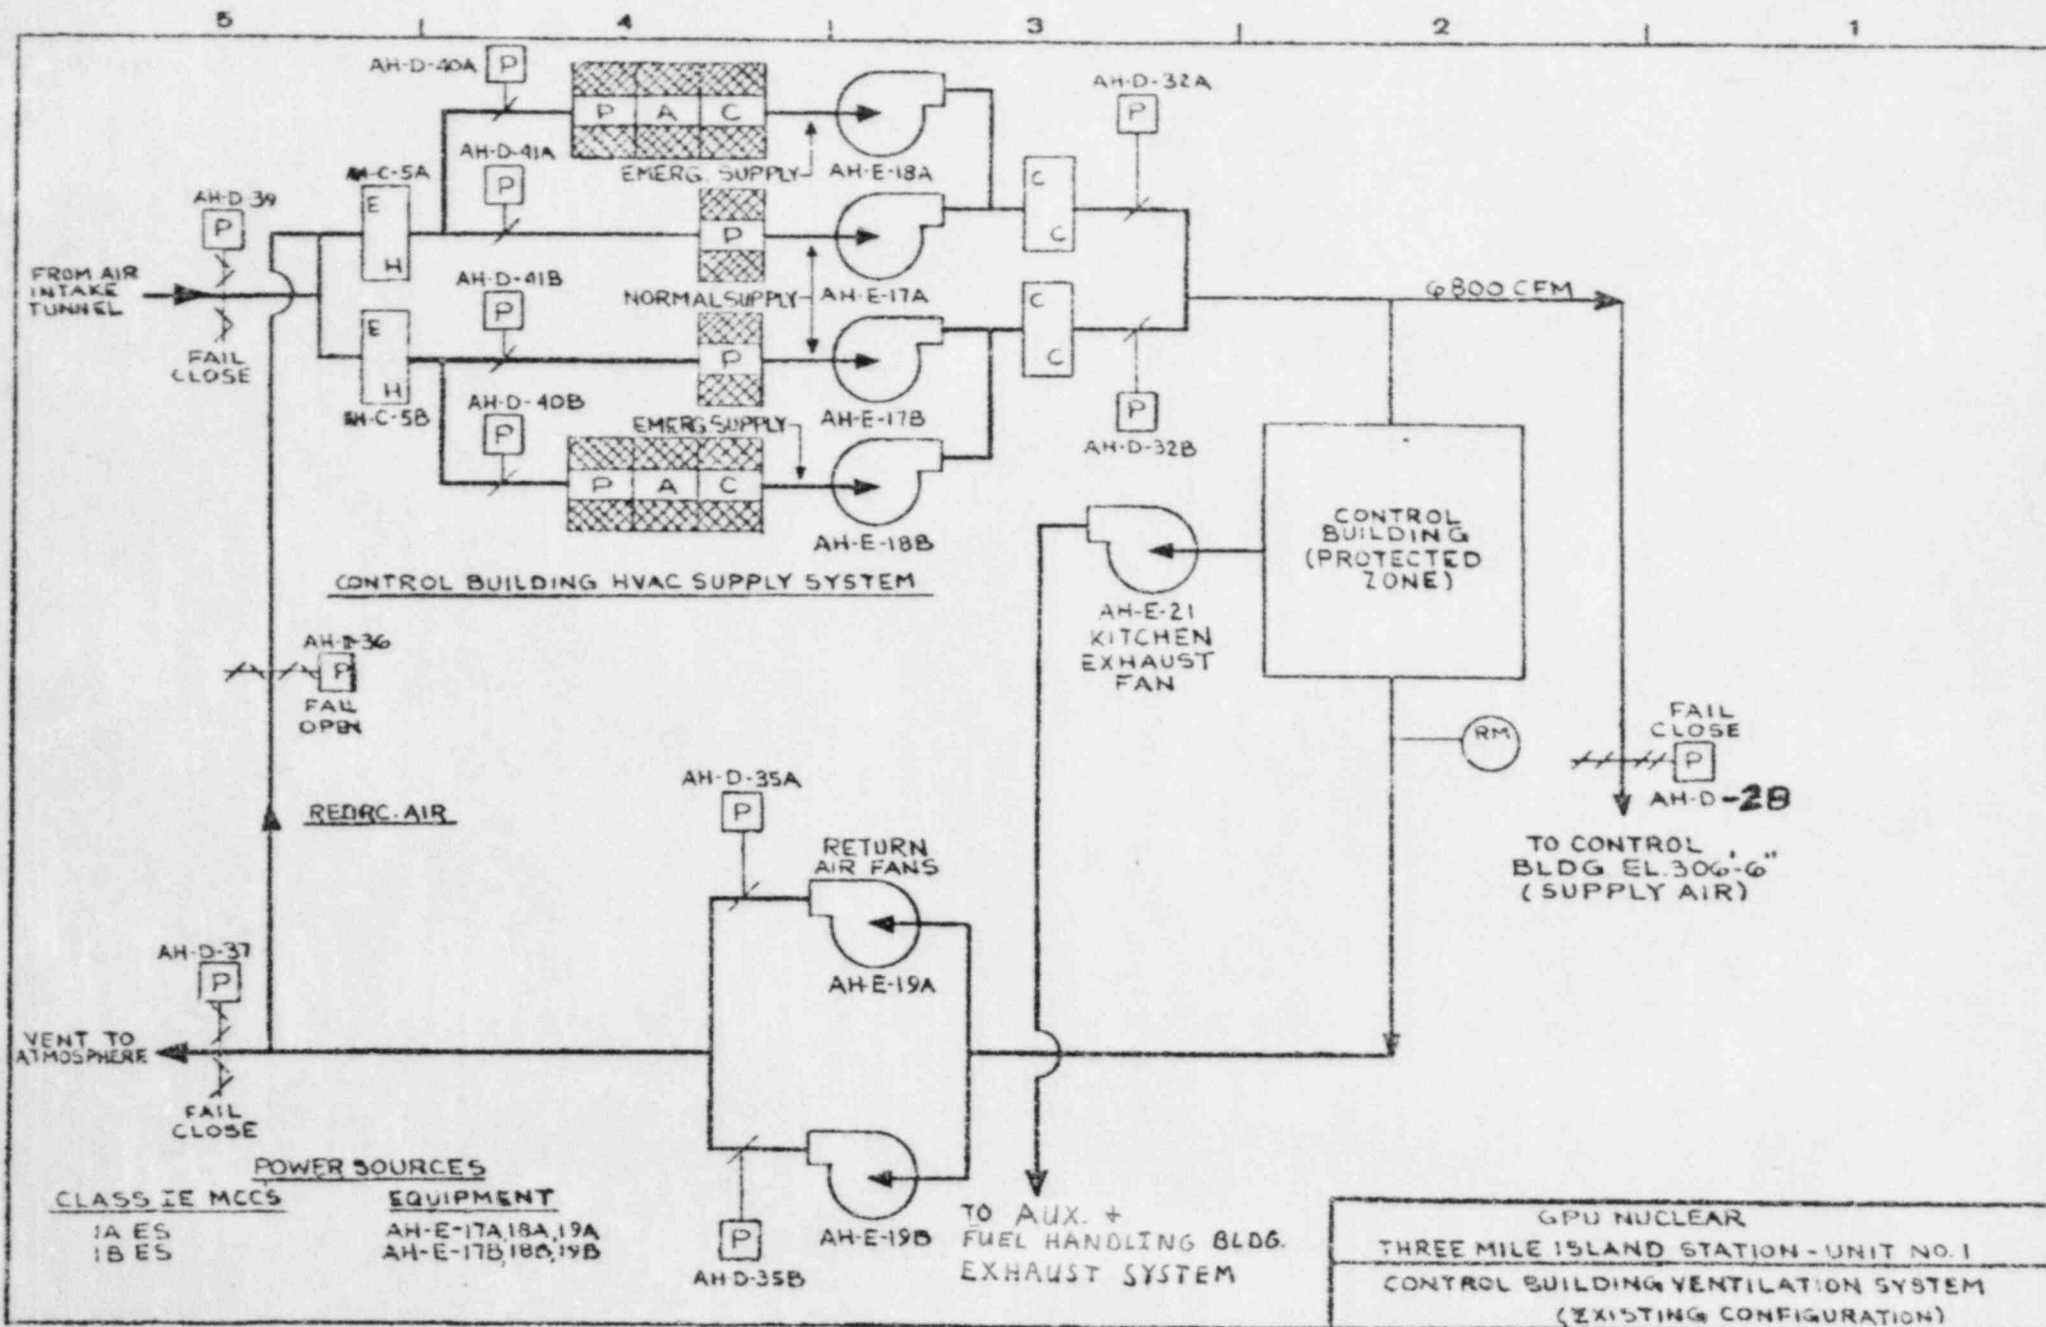 5 4 3 2 1
AH-D-40A
P
P A C
AH-D-32A
P
EMERG. SUPPLY
AH-E-18A
AH-D-41A
P
AH-C-5A
E
H
AH-D-39
P
P
C
C
FROM AIR
INTAKE
TUNNEL
FAIL
CLOSE
AH-D-41B
P
NORMAL SUPPLY
AH-E-17A
6800 CFM
E
H
AH-C-5B
P
C
C
AH-D-40B
P
EMERG. SUPPLY
AH-E-17B
P
AH-D-32B
P A C
AH-E-18B
CONTROL BUILDING HVAC SUPPLY SYSTEM
CONTROL
BUILDING
(PROTECTED
ZONE)
AH-E-21
KITCHEN
EXHAUST
FAN
AH-D-36
P
FAIL
OPEN
RM
FAIL
CLOSE
P
AH-D-28
TO CONTROL
BLDG EL. 306'-6"
(SUPPLY AIR)
RECIRC. AIR
AH-D-35A
P
RETURN
AIR FANS
AH-E-19A
AH-D-37
P
VENT TO
ATMOSPHERE
FAIL
CLOSE
AH-E-19B
P
AH-D-35B
TO AUX. +
FUEL HANDLING BLDG.
EXHAUST SYSTEM
POWER SOURCES
CLASS IE MCCS EQUIPMENT
1A ES AH-E-17A, 18A, 19A
1B ES AH-E-17B, 18B, 19B
GPU NUCLEAR
THREE MILE ISLAND STATION - UNIT NO. 1
CONTROL BUILDING VENTILATION SYSTEM
(EXISTING CONFIGURATION)